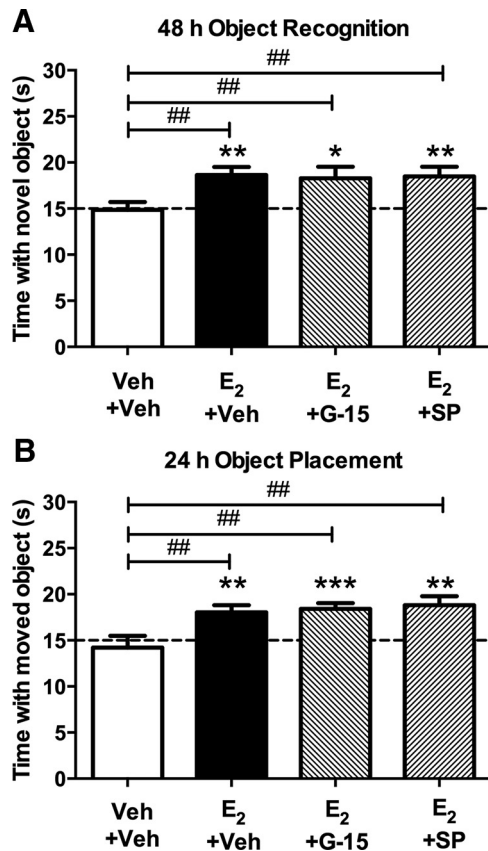 A
48 h Object Recognition
Time with novel object (s)
30
25
20
15
10
5
0
##
##
##
**
*
**
Veh
+Veh
E2
+Veh
E2
+G-15
E2
+SP
B
24 h Object Placement
Time with moved object (s)
30
25
20
15
10
5
0
##
##
##
**
***
**
Veh
+Veh
E2
+Veh
E2
+G-15
E2
+SP